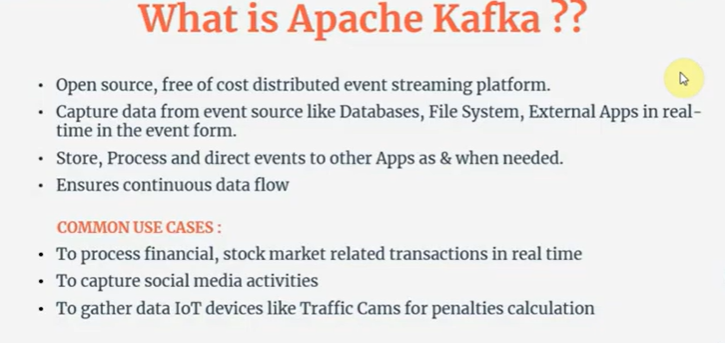 What is Apache Kafka ??
• Open source, free of cost distributed event streaming platform.
• Capture data from event source like Databases, File System, External Apps in real-
time in the event form.
• Store, Process and direct events to other Apps as & when needed.
• Ensures continuous data flow
COMMON USE CASES :
• To process financial, stock market related transactions in real time
• To capture social media activities
• To gather data IoT devices like Traffic Cams for penalties calculation